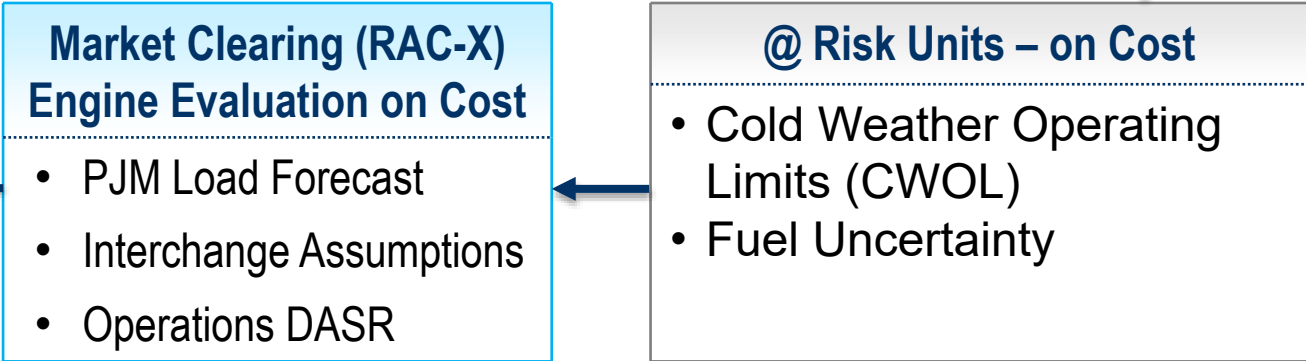 Market Clearing (RAC-X)
Engine Evaluation on Cost
• PJM Load Forecast
• Interchange Assumptions
• Operations DASR
@ Risk Units – on Cost
• Cold Weather Operating
Limits (CWOL)
• Fuel Uncertainty